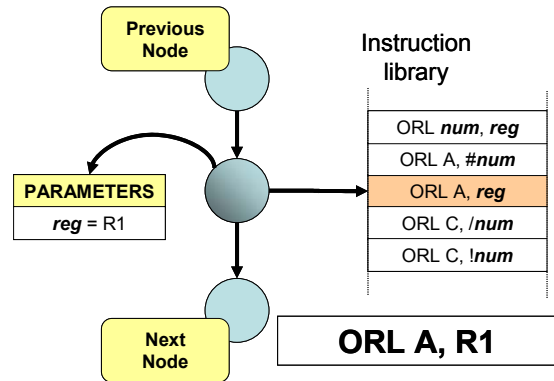 Previous
Node
Instruction
library
ORL num, reg
ORL A, #num
PARAMETERS
ORL A, reg
reg = R1
ORL C, /num
ORL C, !num
Next
Node
ORL A, R1